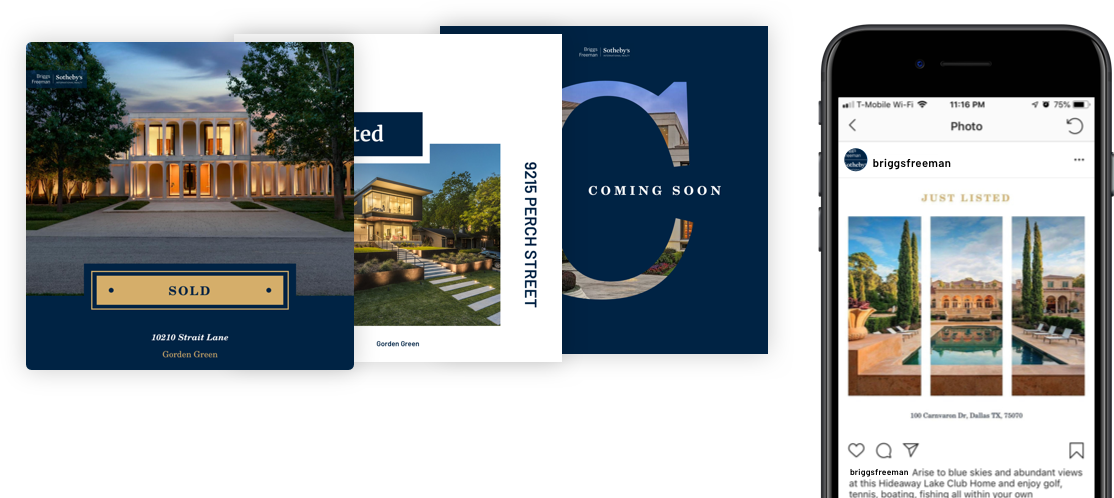 Briggs
Freeman
Sotheby's
SOLD
10210 Strait Lane
Gorden Green
ted
9215 PERCH STREET
Gorden Green
Briggs
Freeman
Sotheby's
C
COMING SOON
T-Mobile Wi-Fi
11:16 PM
75%
Photo
briggsfreeman
JUST LISTED
100 Carnvaron Dr, Dallas TX, 75070
briggsfreeman Arise to blue skies and abundant views
at this Hideaway Lake Club Home and enjoy golf,
tennis, boating, fishing all within your own